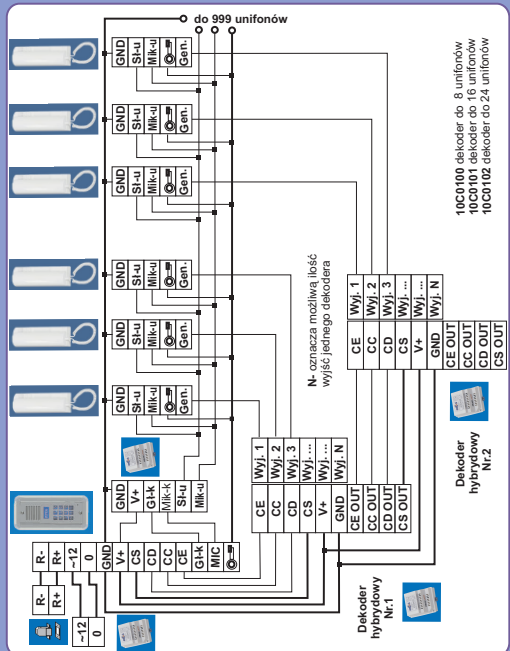 do 999 unifonów
GND
Sł-u
Mik-u
Gen.
GND
Sł-u
Mik-u
Gen.
GND
Sł-u
Mik-u
Gen.
GND
Sł-u
Mik-u
Gen.
GND
Sł-u
Mik-u
Gen.
GND
Sł-u
Mik-u
Gen.
10C0100 dekoder do 8 unifonów
10C0101 dekoder do 16 unifonów
10C0102 dekoder do 24 unifonów
N- oznacza możliwą ilość
wyjść jednego dekodera
GND
V+
Gł-k
Mik-k
Sł-u
Mik-u
R-
R+
~12
0
R-
R+
~12
0
GND
V+
CS
CD
CC
CE
Gł-k
MIC
CE Wyj. 1
CC Wyj. 2
CD Wyj. 3
CS Wyj. ...
V+ Wyj. ...
GND Wyj. N
CE OUT
CC OUT
CD OUT
CS OUT
Dekoder
hybrydowy
Nr.1
CE Wyj. 1
CC Wyj. 2
CD Wyj. 3
CS Wyj. ...
V+ Wyj. ...
GND Wyj. N
CE OUT
CC OUT
CD OUT
CS OUT
Dekoder
hybrydowy
Nr.2